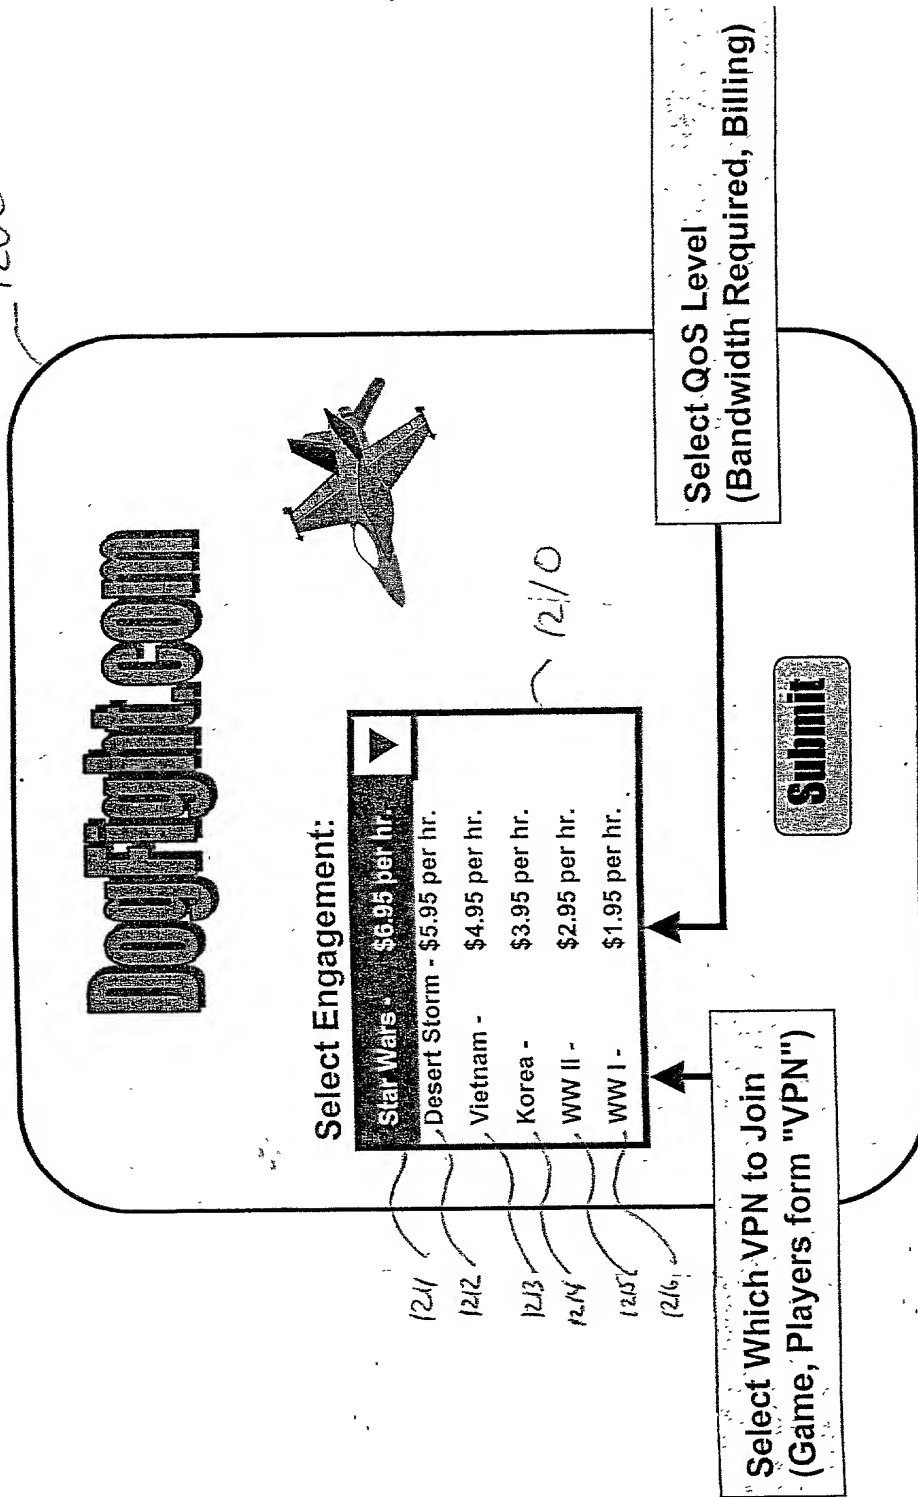 DogFight.com
Select Engagement:
Star Wars - $6.95 per hr.
Desert Storm - $5.95 per hr.
Vietnam - $4.95 per hr.
Korea - $3.95 per hr.
WW II - $2.95 per hr.
WW I - $1.95 per hr.
1210
1211
1212
1213
1214
1215
1216
Submit
Select Which VPN to Join
(Game, Players form "VPN")
Select QoS Level
(Bandwidth Required, Billing)